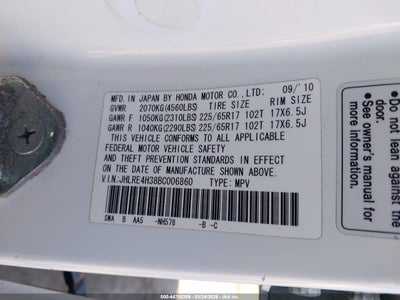 MFD. IN JAPAN BY HONDA MOTOR CO., LTD: 09/'10
GVWR 2070KG(4560LBS) TIRE SIZE RIM SIZE
GAWR F 1050KG(2310LBS) 225/65R17 102T 17X6.5J
GAWR R 1040KG(2290LBS) 225/65R17 102T 17X6.5J
THIS VEHICLE CONFORMS TO ALL APPLICABLE
FEDERAL MOTOR VEHICLE SAFETY AND
THEFT PREVENTION STANDARDS IN EFFECT ON THE
DATE OF MANUFACTURE SHOWN ABOVE.
V.I.N:JHLRE4H38BC006860 TYPE: MPV
SWA B AA5 -NH578 -B -C
• Do not lean against
door.
See owner's manual
more information.